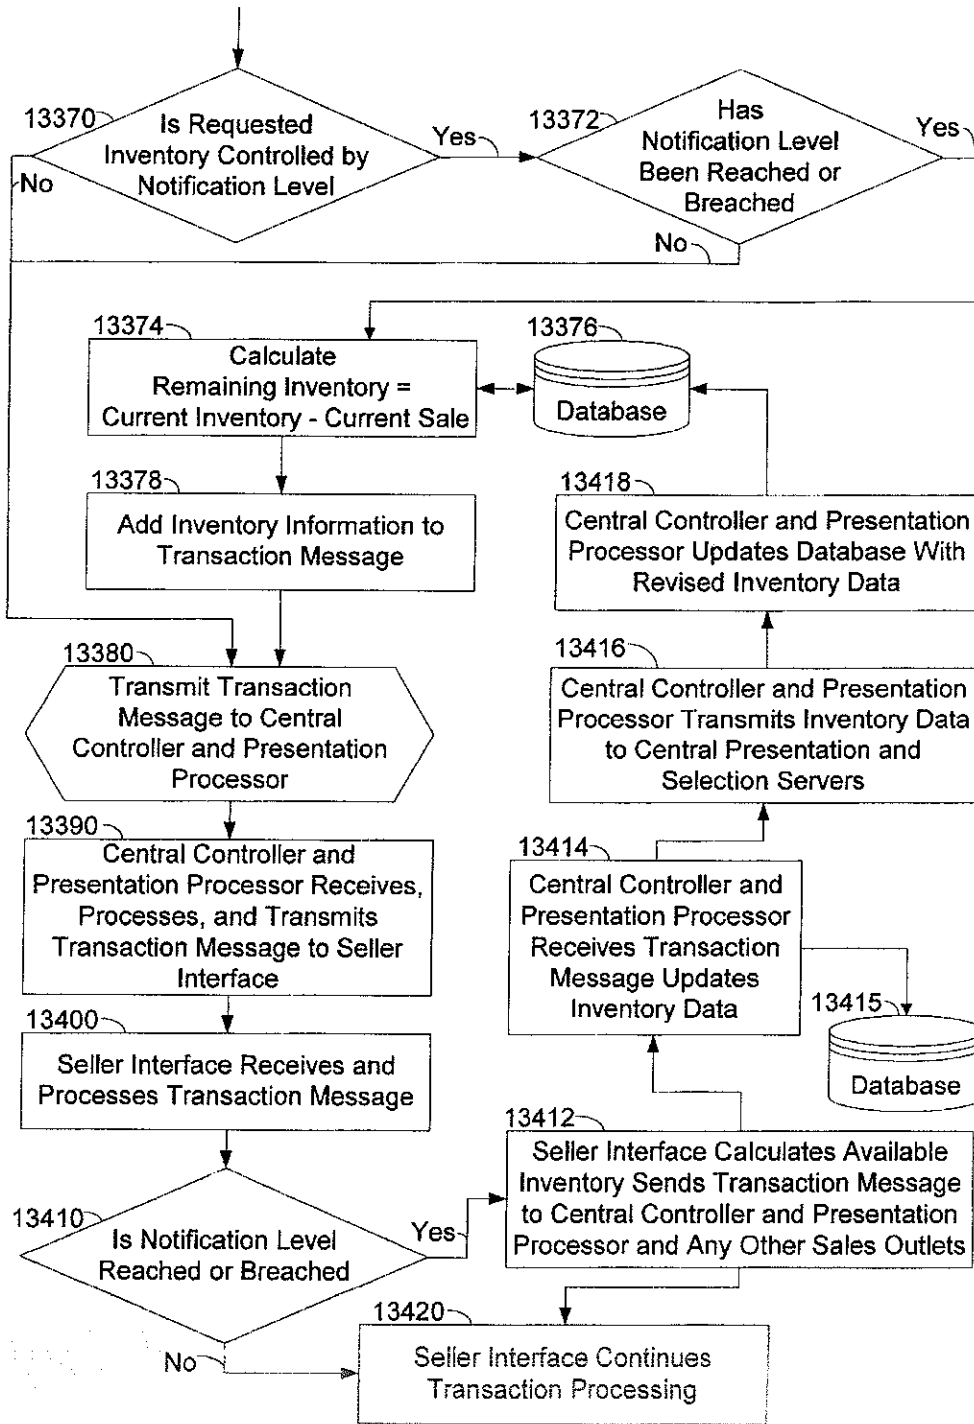 13370
Is Requested
Inventory Controlled by
Notification Level
Yes
No
13372
Has
Notification Level
Been Reached or
Breached
Yes
No
13374
Calculate
Remaining Inventory =
Current Inventory - Current Sale
13376
Database
13378
Add Inventory Information to
Transaction Message
13380
Transmit Transaction
Message to Central
Controller and Presentation
Processor
13390
Central Controller and
Presentation Processor Receives,
Processes, and Transmits
Transaction Message to Seller
Interface
13400
Seller Interface Receives and
Processes Transaction Message
13410
Is Notification Level
Reached or Breached
Yes
No
13412
Seller Interface Calculates Available
Inventory Sends Transaction Message
to Central Controller and Presentation
Processor and Any Other Sales Outlets
13414
Central Controller and
Presentation Processor
Receives Transaction
Message Updates
Inventory Data
13415
Database
13416
Central Controller and Presentation
Processor Transmits Inventory Data
to Central Presentation and
Selection Servers
13418
Central Controller and Presentation
Processor Updates Database With
Revised Inventory Data
13420
Seller Interface Continues
Transaction Processing